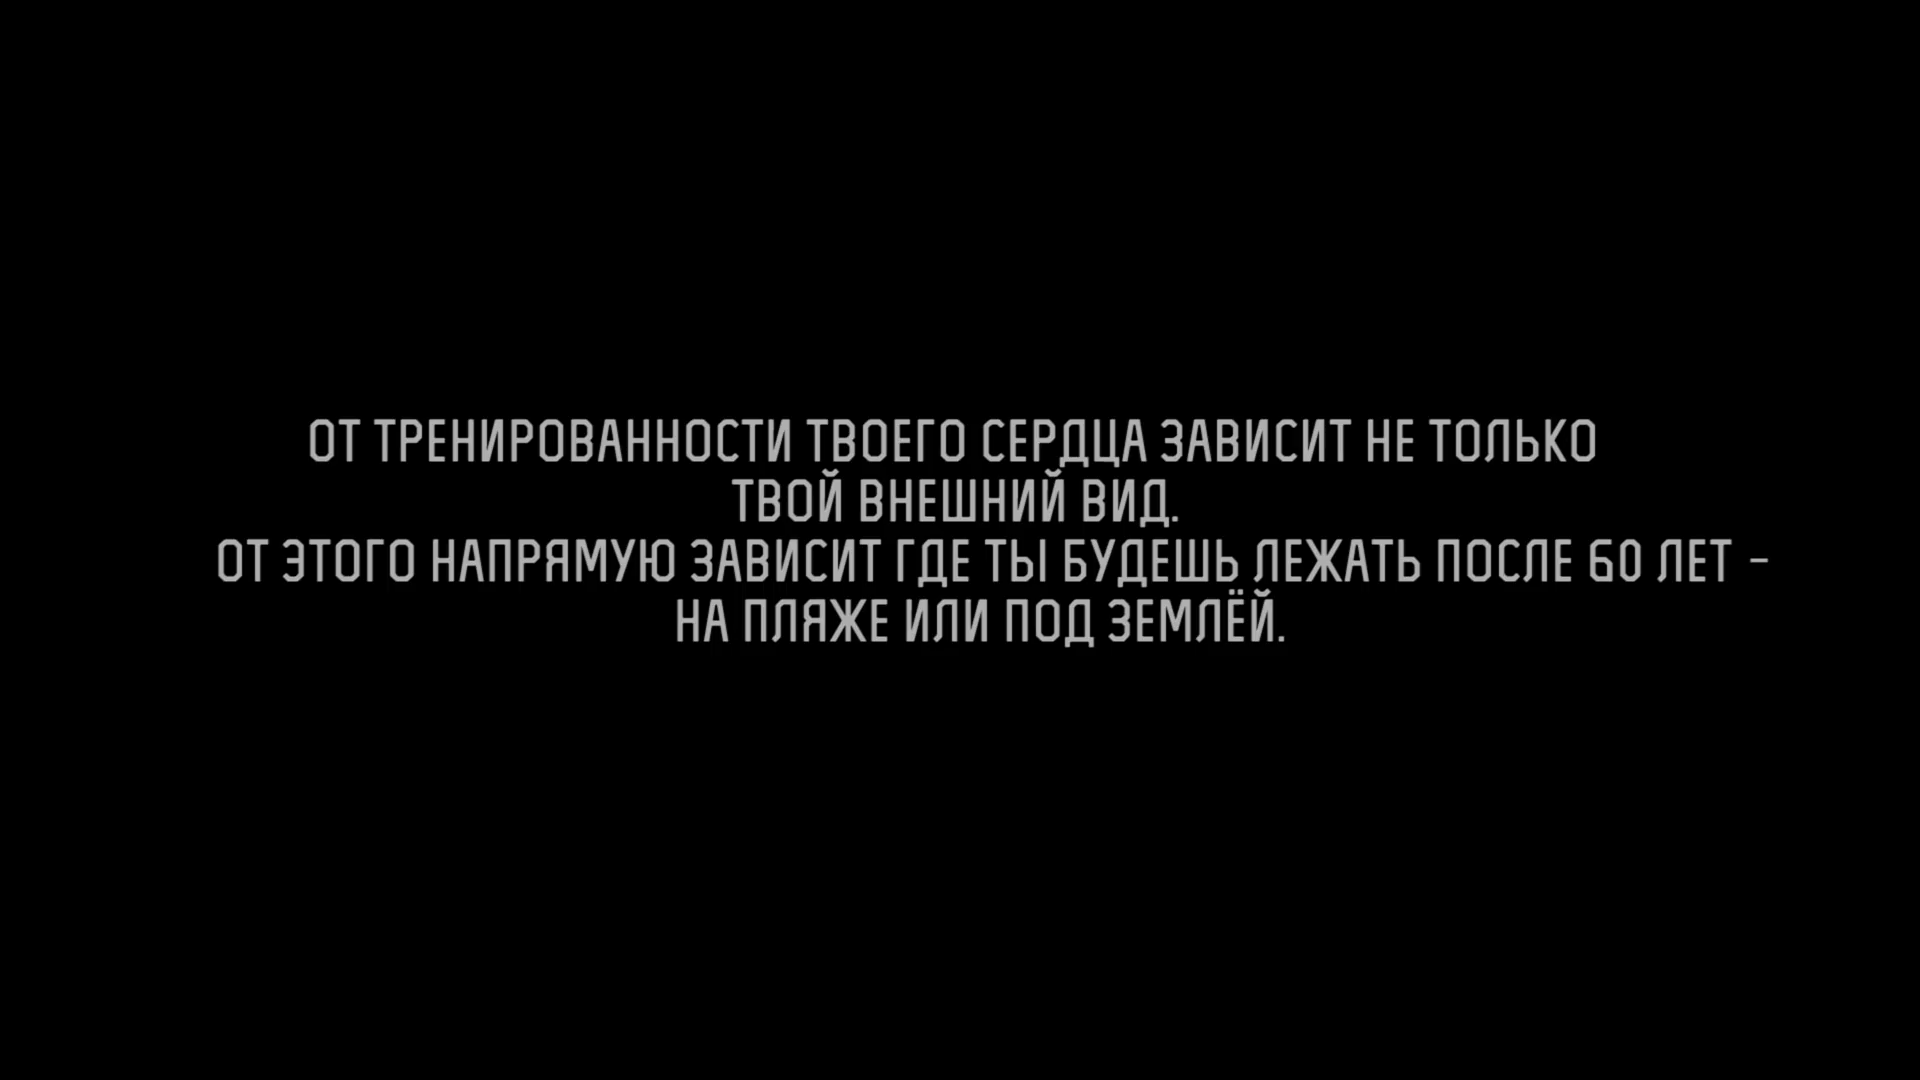 ОТ ТРЕНИРОВАННОСТИ ТВОЕГО СЕРДЦА ЗАВИСИТ НЕ ТОЛЬКО
ТВОЙ ВНЕШНИЙ ВИД.
ОТ ЭТОГО НАПРЯМУЮ ЗАВИСИТ ГДЕ ТЫ БУДЕШЬ ЛЕЖАТЬ ПОСЛЕ 60 ЛЕТ -
НА ПЛЯЖЕ ИЛИ ПОД ЗЕМЛЁЙ.